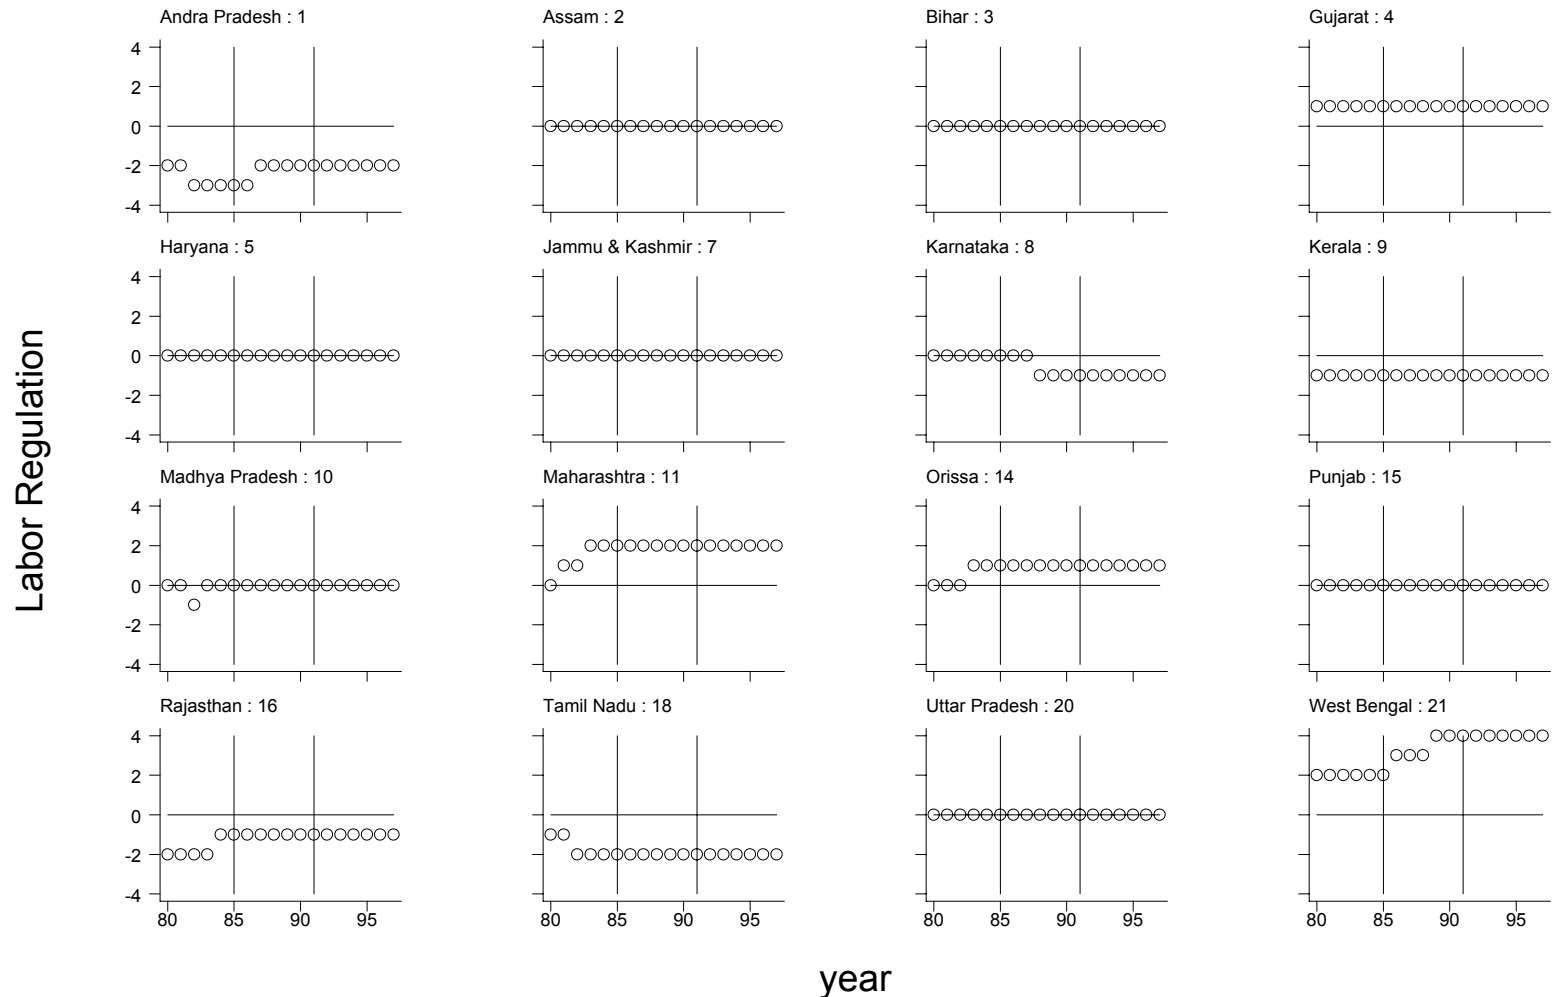 Andra Pradesh : 1
Assam : 2
Bihar : 3
Gujarat : 4
4
2
0
-2
-4
Haryana : 5
Jammu & Kashmir : 7
Karnataka : 8
Kerala : 9
4
2
0
-2
-4
Labor Regulation
Madhya Pradesh : 10
Maharashtra : 11
Orissa : 14
Punjab : 15
4
2
0
-2
-4
Rajasthan : 16
Tamil Nadu : 18
Uttar Pradesh : 20
West Bengal : 21
4
2
0
-2
-4
80 85 90 95
80 85 90 95
80 85 90 95
80 85 90 95
year